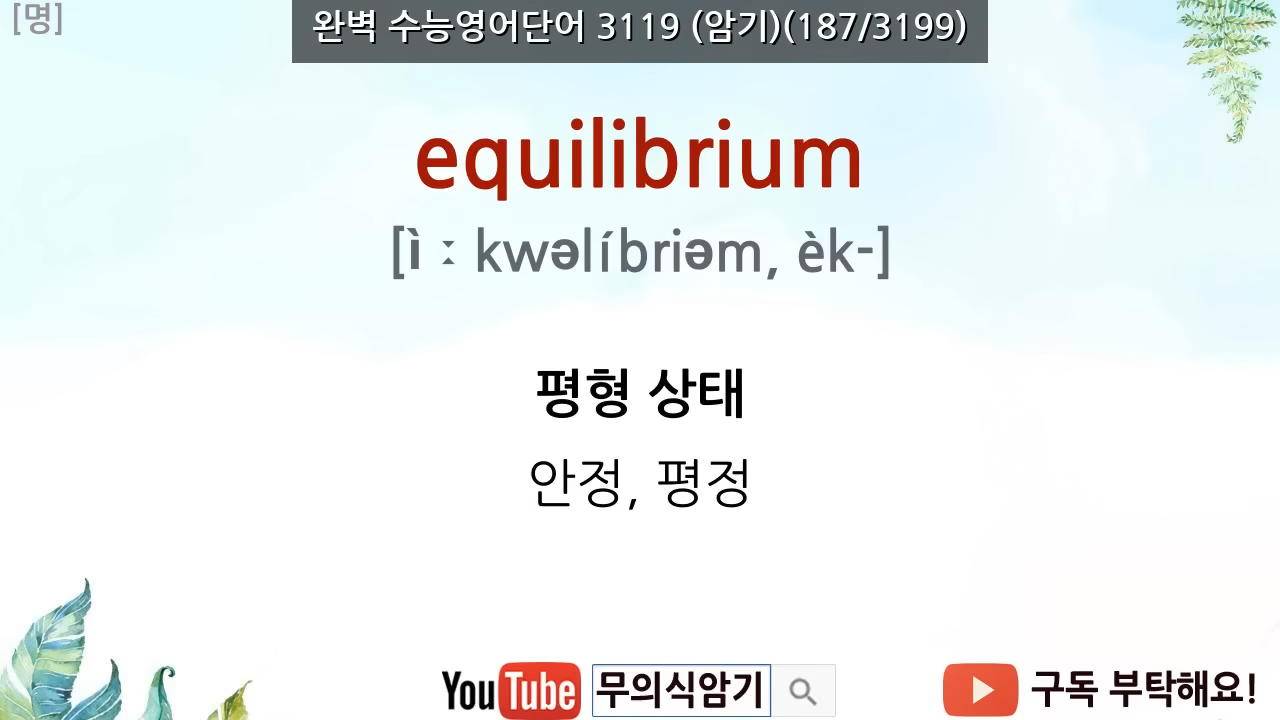 [명]
완벽 수능영어단어 3119 (암기)(187/3199)
equilibrium
[ìːkwəlíbriəm, èk-]
평형 상태
안정, 평정
YouTube 무의식암기 구독 부탁해요!